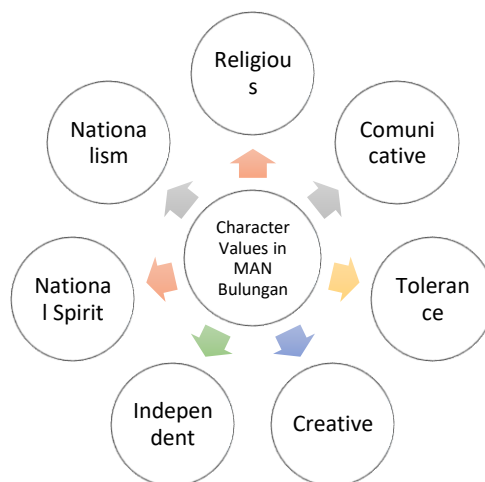 Religiou
s
Comuni
cative
Toleran
ce
Creative
Indepen
dent
Nationa
l Spirit
Nationa
lism
Character
Values in
MAN
Bulungan